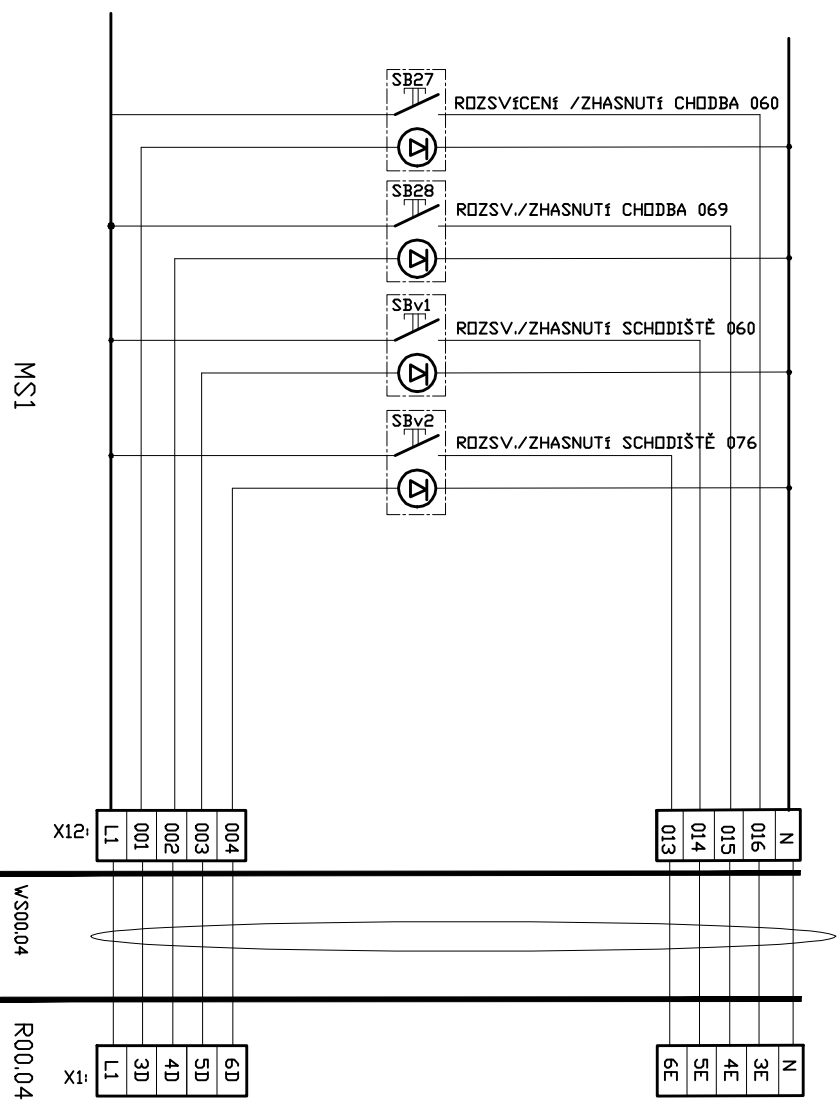 SB27
ROZSVÍCENÍ /ZHASNUTÍ CHODBA 060
SB28
ROZSV./ZHASNUTÍ CHODBA 069
SBv1
ROZSV./ZHASNUTÍ SCHODIŠTĚ 060
SBv2
ROZSV./ZHASNUTÍ SCHODIŠTĚ 076
MS1
X12:
L1
001
002
003
004
013
014
015
016
N
WS00.04
R00.04
X1:
L1
3D
4D
5D
6D
6E
5E
4E
3E
N